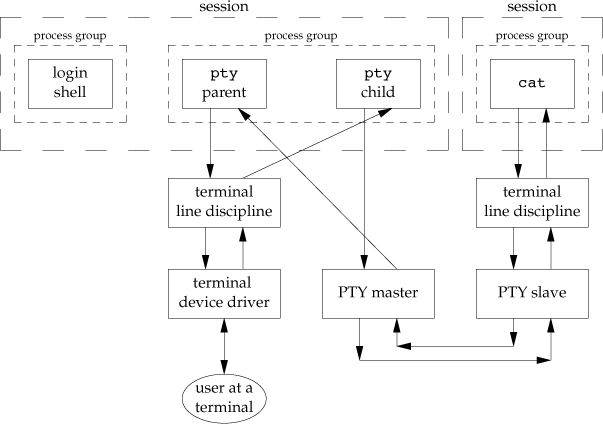 session
session
process group
process group
process group
login
shell
pty
parent
pty
child
cat
terminal
line discipline
terminal
line discipline
terminal
device driver
PTY master
PTY slave
user at a
terminal